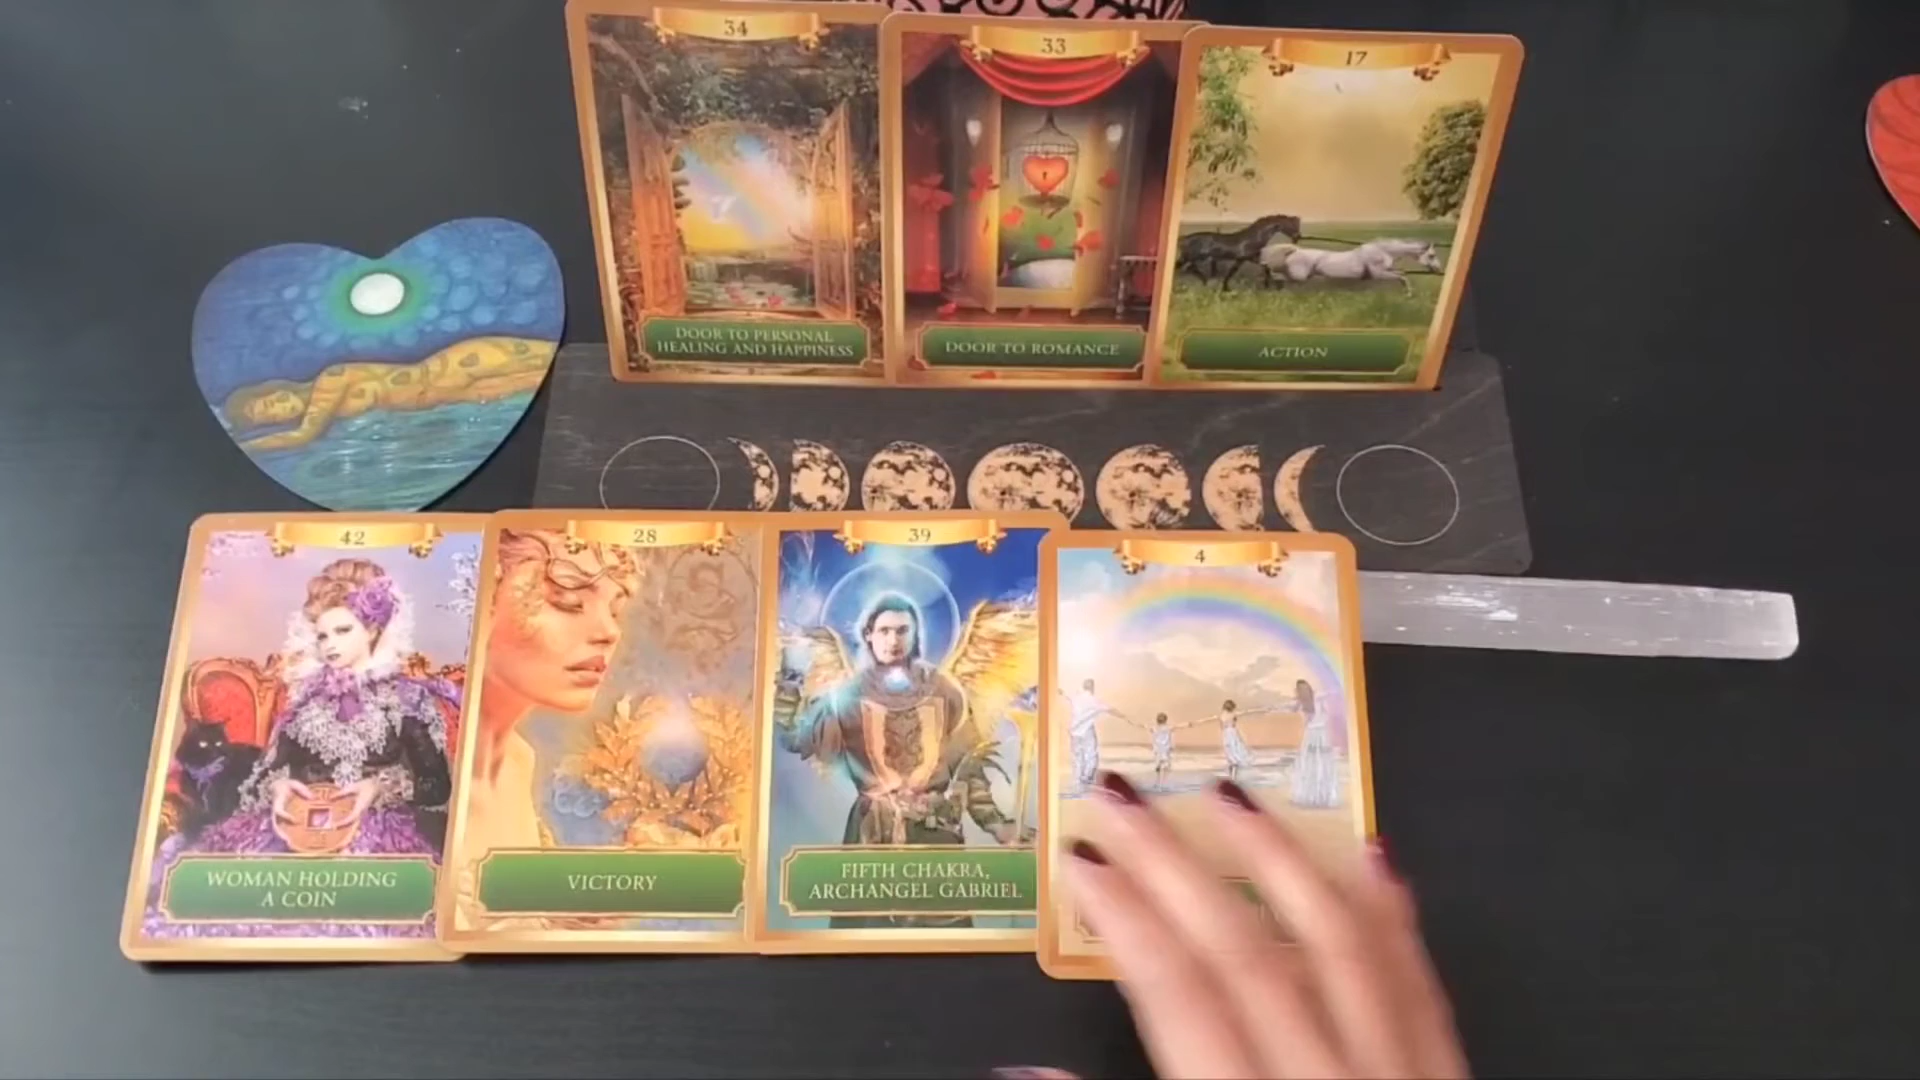 34
DOOR TO PERSONAL
HEALING AND HAPPINESS
33
DOOR TO ROMANCE
17
ACTION
42
WOMAN HOLDING
A COIN
28
VICTORY
39
FIFTH CHAKRA,
ARCHANGEL GABRIEL
4